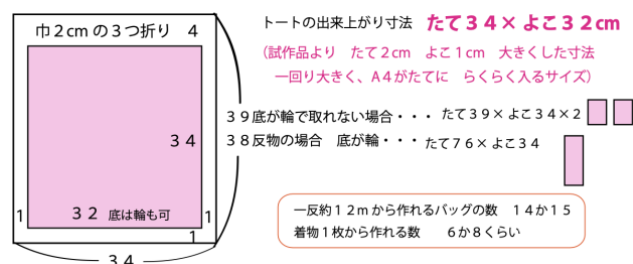 巾２cmの３つ折り ４
３４
３２ 底は輪も可
１
１
１
３４
トートの出来上がり寸法 たて３４×よこ３２cm
（試作品より たて２cm よこ１cm 大きくした寸法
一回り大きく、A４がたてに らくらく入るサイズ）
３９底が輪で取れない場合・・・ たて３９×よこ３４×２
３８反物の場合 底が輪・・・たて７６×よこ３４
一反約１２mから作れるバッグの数 １４か１５
着物１枚から作れる数 ６か８くらい